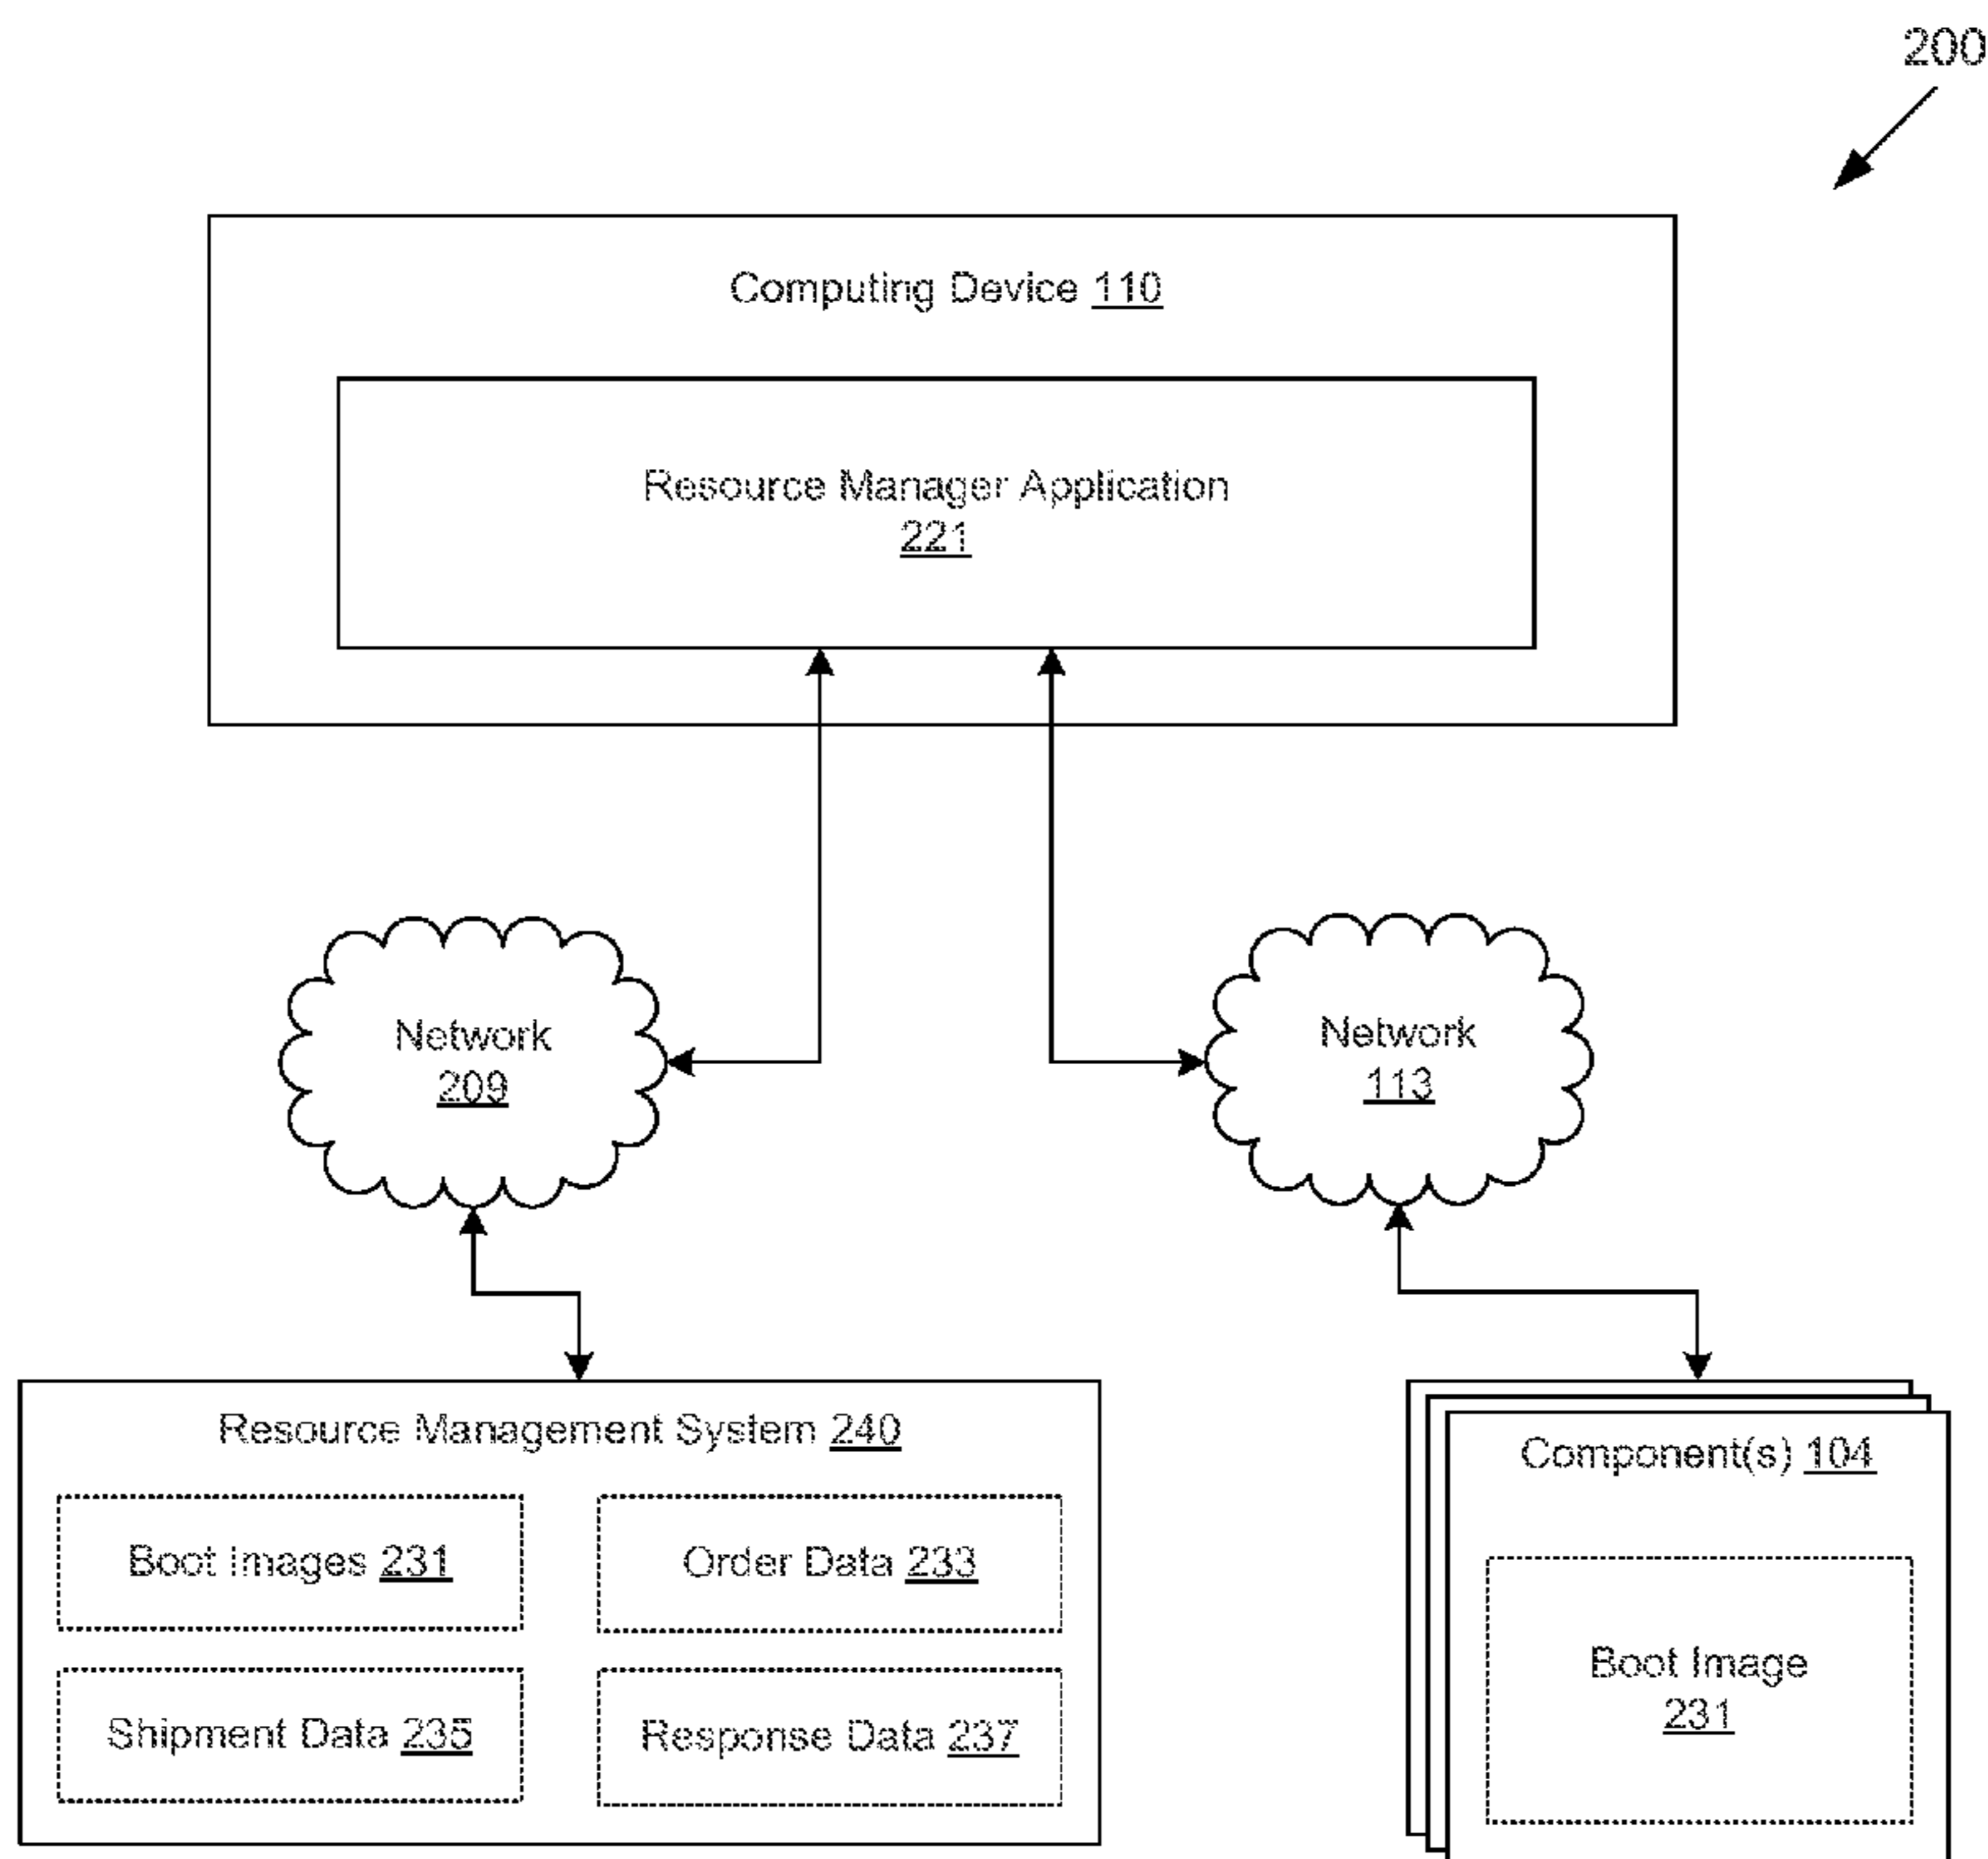 200
Computing Device 110
Resource Manager Application
221
Network
209
Network
113
Resource Management System 240
Boot Images 231
Order Data 233
Shipment Data 235
Response Data 237
Component(s) 104
Boot Image
231